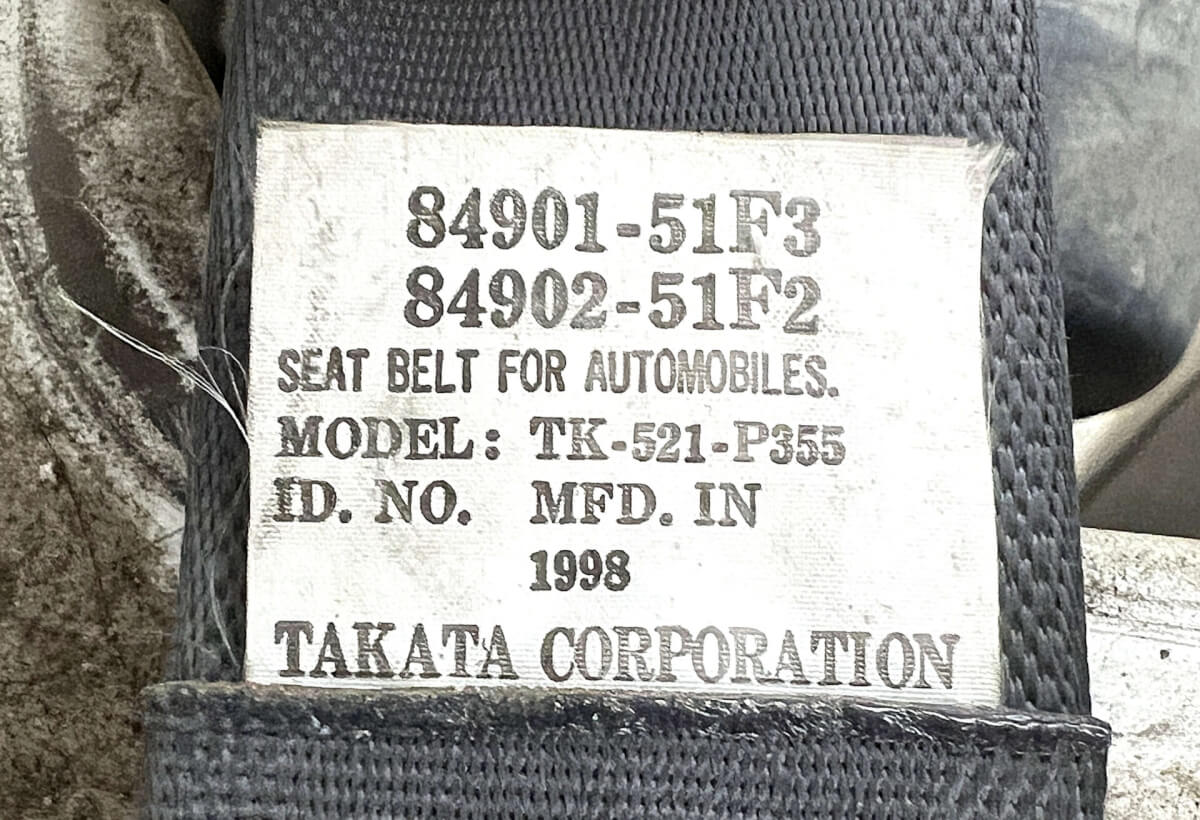 84901-51F3
84902-51F2
SEAT BELT FOR AUTOMOBILES.
MODEL: TK-521-P355
ID. NO. MFD. IN
1998
TAKATA CORPORATION